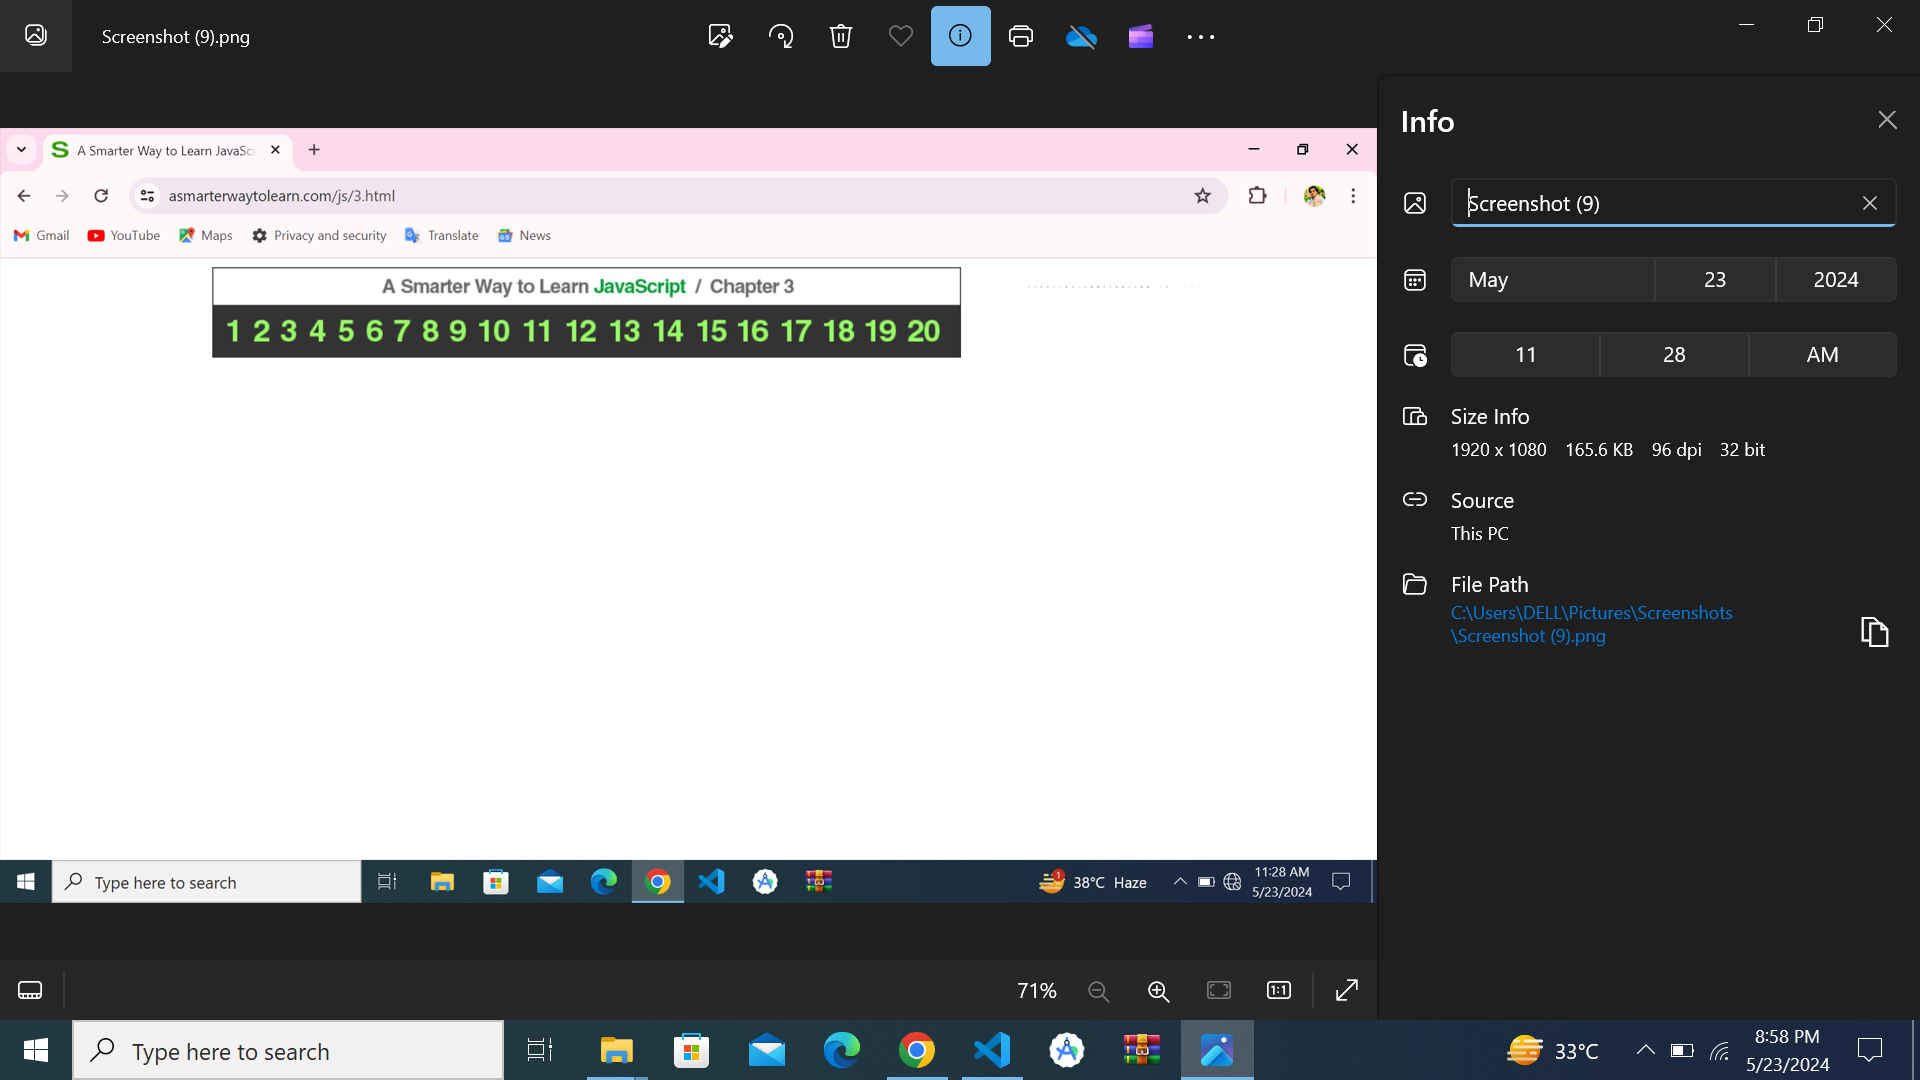 Screenshot (9).png
Info
A Smarter Way to Learn JavaSc
asmarterwaytolearn.com/js/3.html
Gmail YouTube Maps Privacy and security Translate News
A Smarter Way to Learn JavaScript / Chapter 3
1 2 3 4 5 6 7 8 9 10 11 12 13 14 15 16 17 18 19 20
Type here to search
1
38°C Haze
11:28 AM
5/23/2024
Screenshot (9)
May 23 2024
11 28 AM
Size Info
1920 x 1080 165.6 KB 96 dpi 32 bit
Source
This PC
File Path
C:\Users\DELL\Pictures\Screenshots
\Screenshot (9).png
71%
1:1
Type here to search
33°C
8:58 PM
5/23/2024